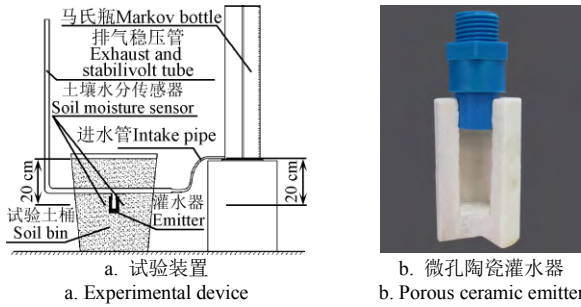 马氏瓶Markov bottle
排气稳压管
Exhaust and
stabilivolt tube
土壤水分传感器
Soil moisture sensor
进水管Intake pipe
20 cm
20 cm
试验土桶
Soil bin
灌水器
Emitter
a. 试验装置
a. Experimental device
b. 微孔陶瓷灌水器
b. Porous ceramic emitter